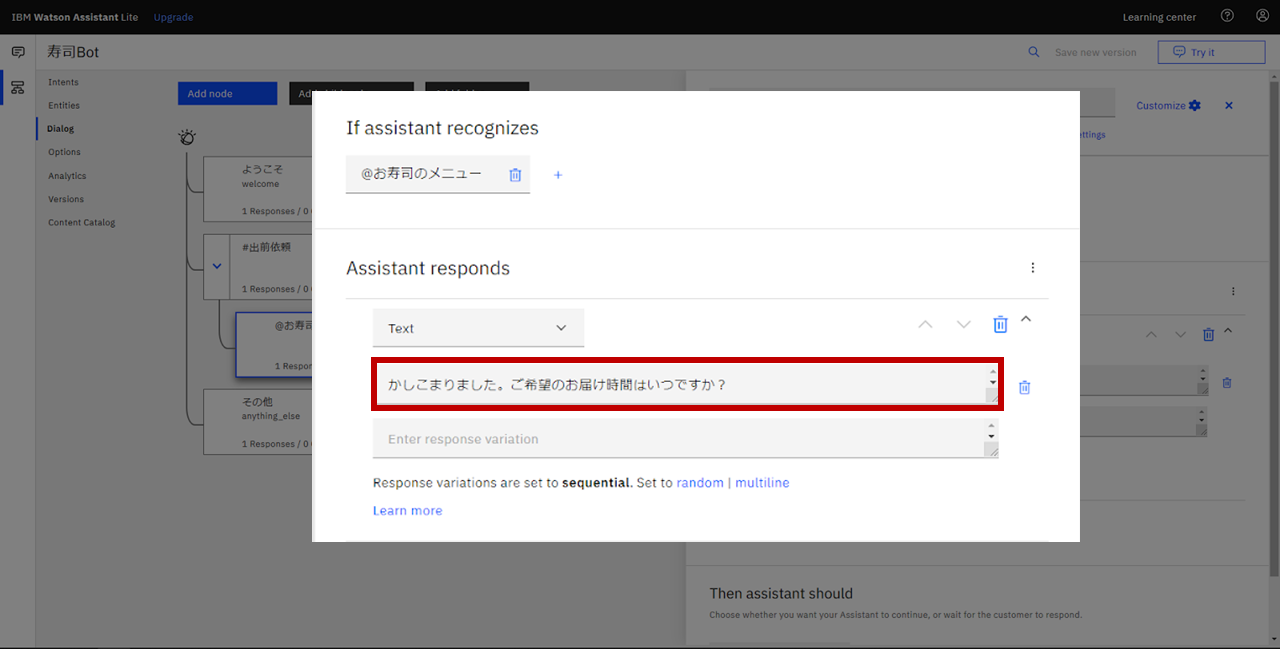 IBM Watson Assistant Lite Upgrade Learning center
寿司Bot Save new version Try it
Intents
Entities
Dialog
Options
Analytics
Versions
Content Catalog
Add node
ようこそ
welcome
1 Responses / 0
#出前依頼
1 Responses / 0
@お寿司
その他
anything_else
1 Responses / 0
If assistant recognizes
@お寿司のメニュー
Assistant responds
Text
かしこまりました。ご希望のお届け時間はいつですか？
Enter response variation
Response variations are set to sequential. Set to random | multiline
Learn more
Customize
Then assistant should
Choose whether you want your Assistant to continue, or wait for the customer to respond.